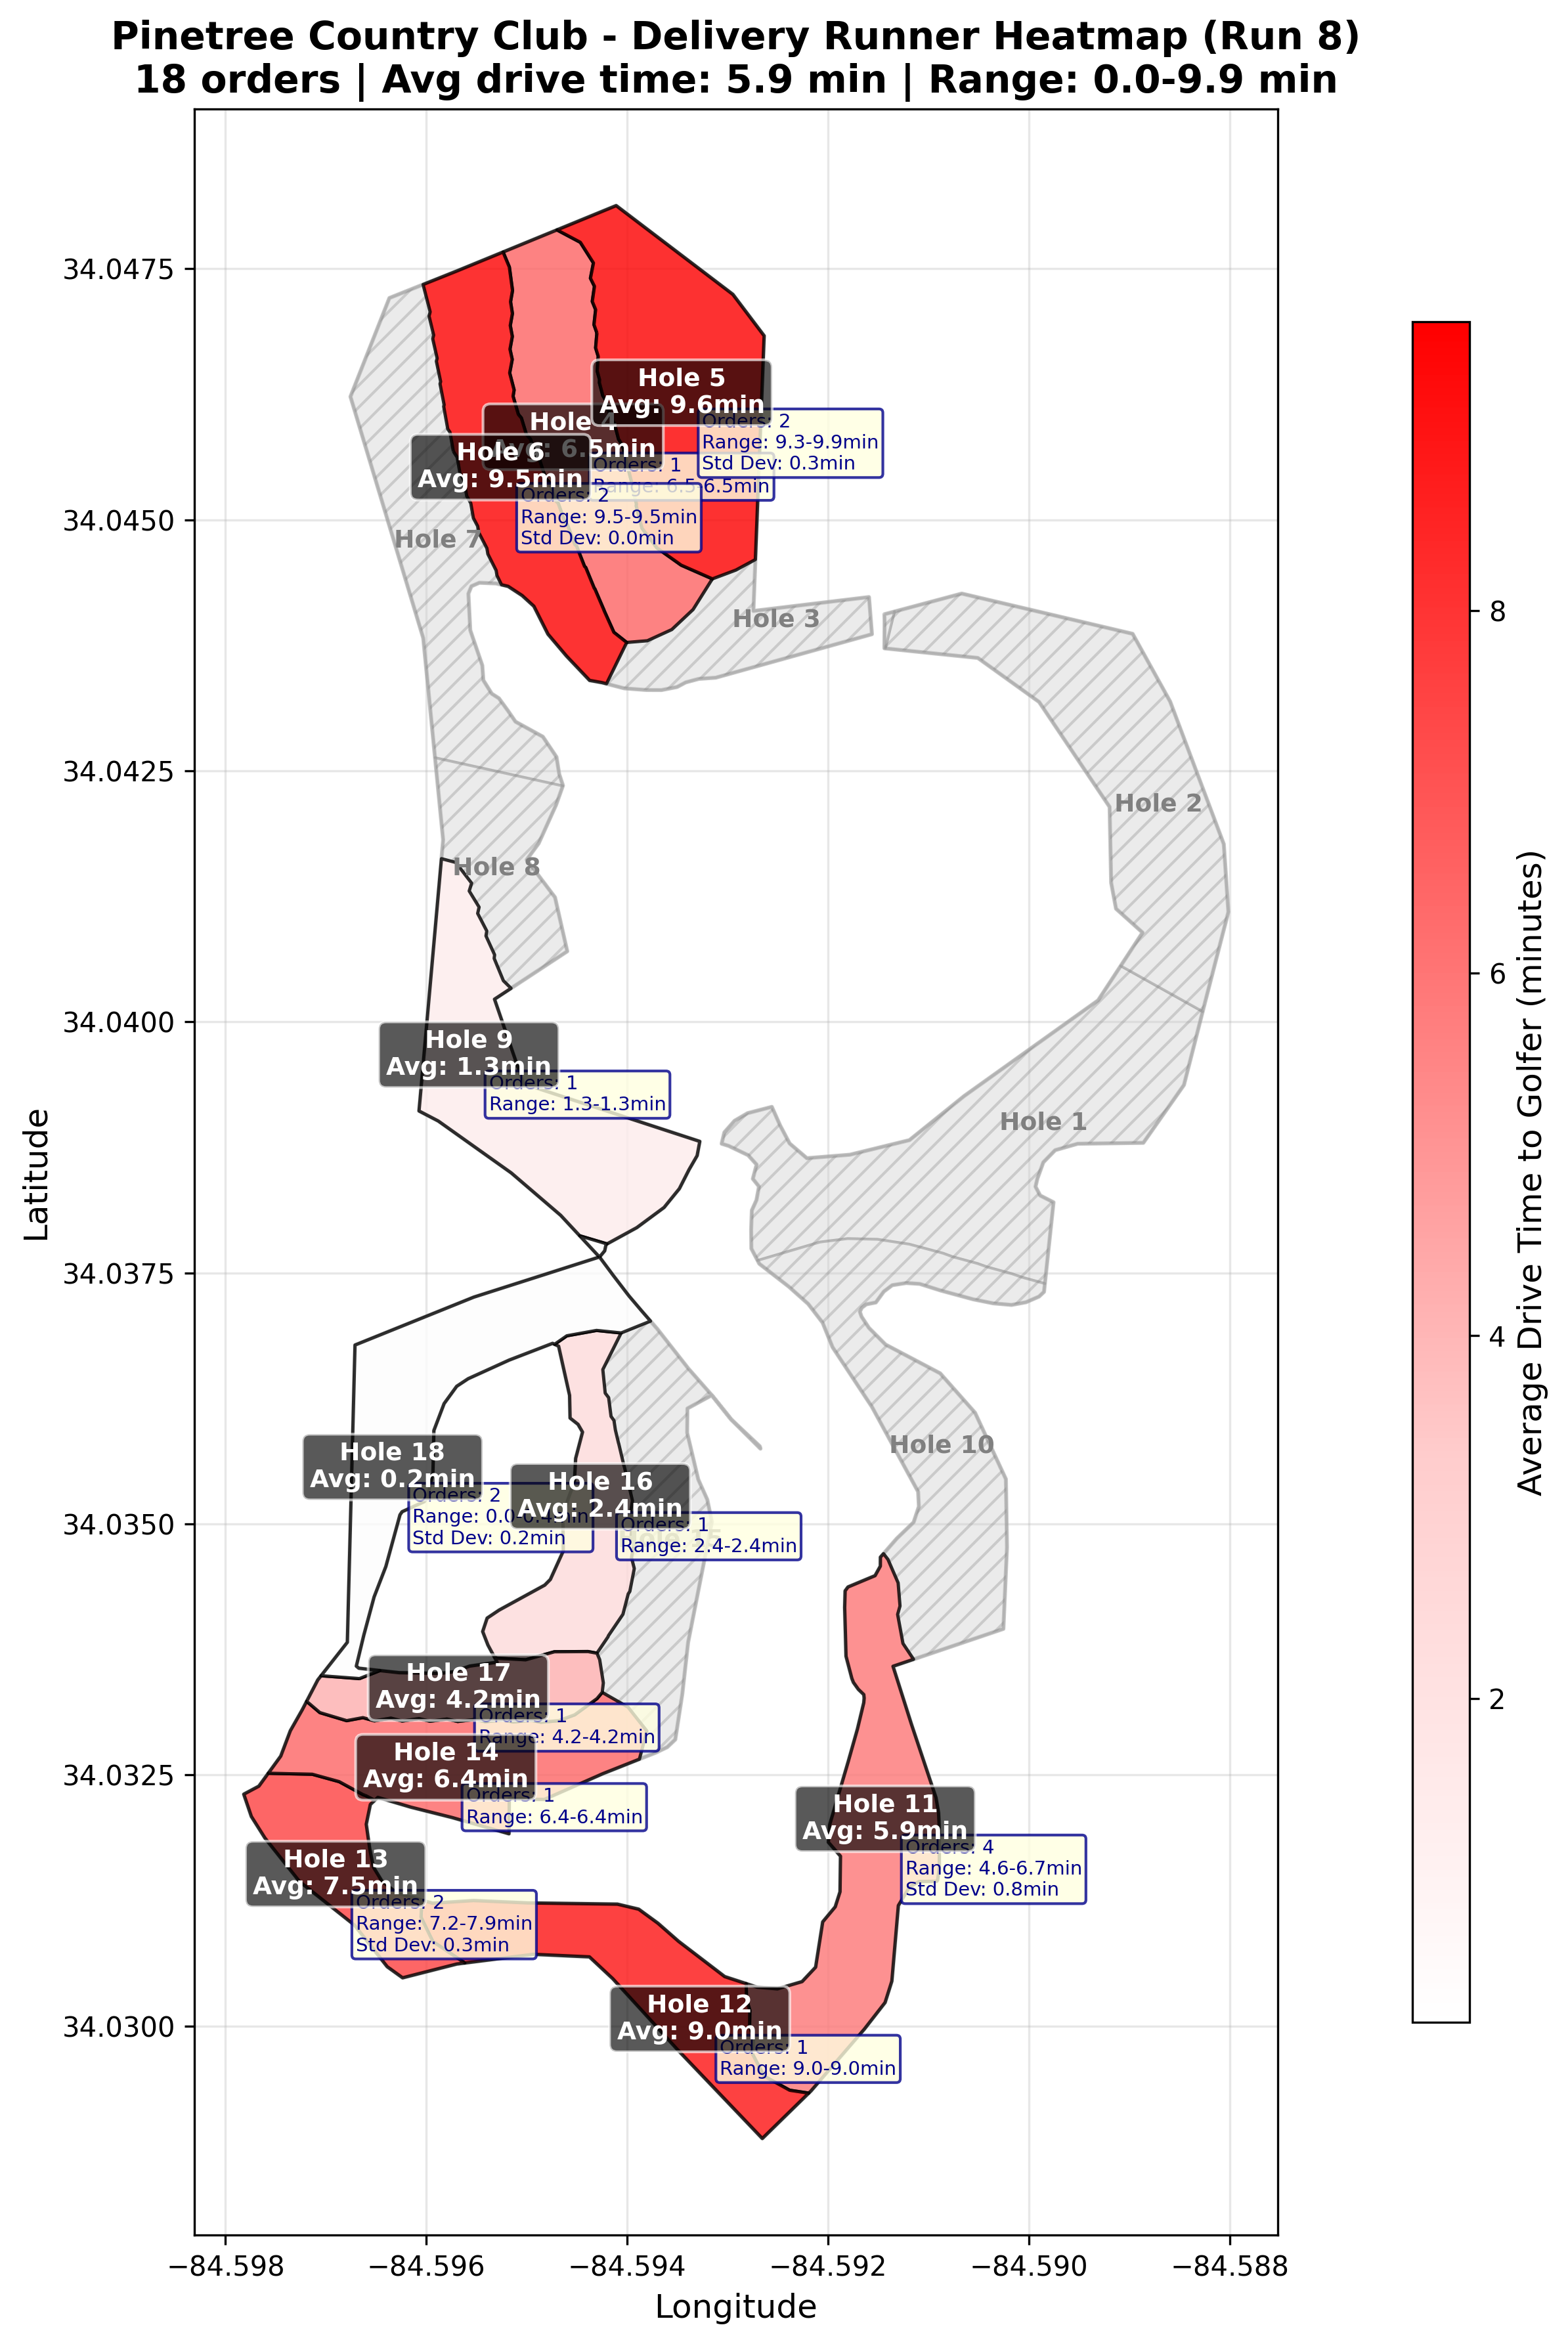 Pinetree Country Club - Delivery Runner Heatmap (Run 8)
18 orders | Avg drive time: 5.9 min | Range: 0.0-9.9 min
Hole 5
Avg: 9.6min
Orders: 2
Range: 9.3-9.9min
Std Dev: 0.3min
Hole 4
Avg: 6.5min
Orders: 1
Range: 6.5-6.5min
Hole 6
Avg: 9.5min
Orders: 2
Range: 9.5-9.5min
Std Dev: 0.0min
Hole 7
Hole 3
Hole 2
Hole 8
Hole 9
Avg: 1.3min
Orders: 1
Range: 1.3-1.3min
Hole 1
Hole 10
Hole 18
Avg: 0.2min
Orders: 2
Range: 0.0-0.4min
Std Dev: 0.2min
Hole 16
Avg: 2.4min
Orders: 1
Range: 2.4-2.4min
Hole 17
Avg: 4.2min
Orders: 1
Range: 4.2-4.2min
Hole 14
Avg: 6.4min
Orders: 1
Range: 6.4-6.4min
Hole 11
Avg: 5.9min
Orders: 4
Range: 4.6-6.7min
Std Dev: 0.8min
Hole 13
Avg: 7.5min
Orders: 2
Range: 7.2-7.9min
Std Dev: 0.3min
Hole 12
Avg: 9.0min
Orders: 1
Range: 9.0-9.0min
34.0475
34.0450
34.0425
34.0400
34.0375
34.0350
34.0325
34.0300
Latitude
−84.598
−84.596
−84.594
−84.592
−84.590
−84.588
Longitude
8
6
4
2
Average Drive Time to Golfer (minutes)